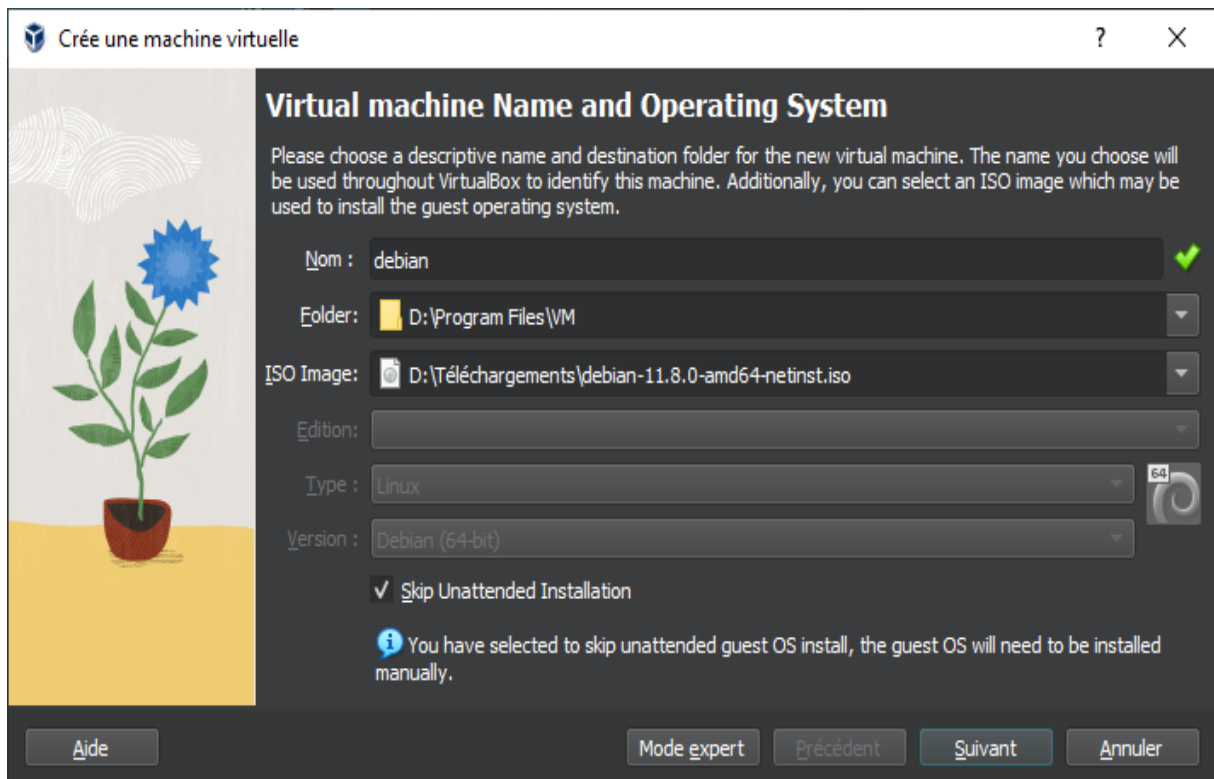 Crée une machine virtuelle
?
Virtual machine Name and Operating System
Please choose a descriptive name and destination folder for the new virtual machine. The name you choose will
be used throughout VirtualBox to identify this machine. Additionally, you can select an ISO image which may be
used to install the guest operating system.
Nom : debian
Folder: D:\Program Files\VM
ISO Image: D:\Téléchargements\debian-11.8.0-amd64-netinst.iso
Edition:
Type : Linux
64
Version : Debian (64-bit)
Skip Unattended Installation
You have selected to skip unattended guest OS install, the guest OS will need to be installed
manually.
Aide Mode expert Précédent Suivant Annuler